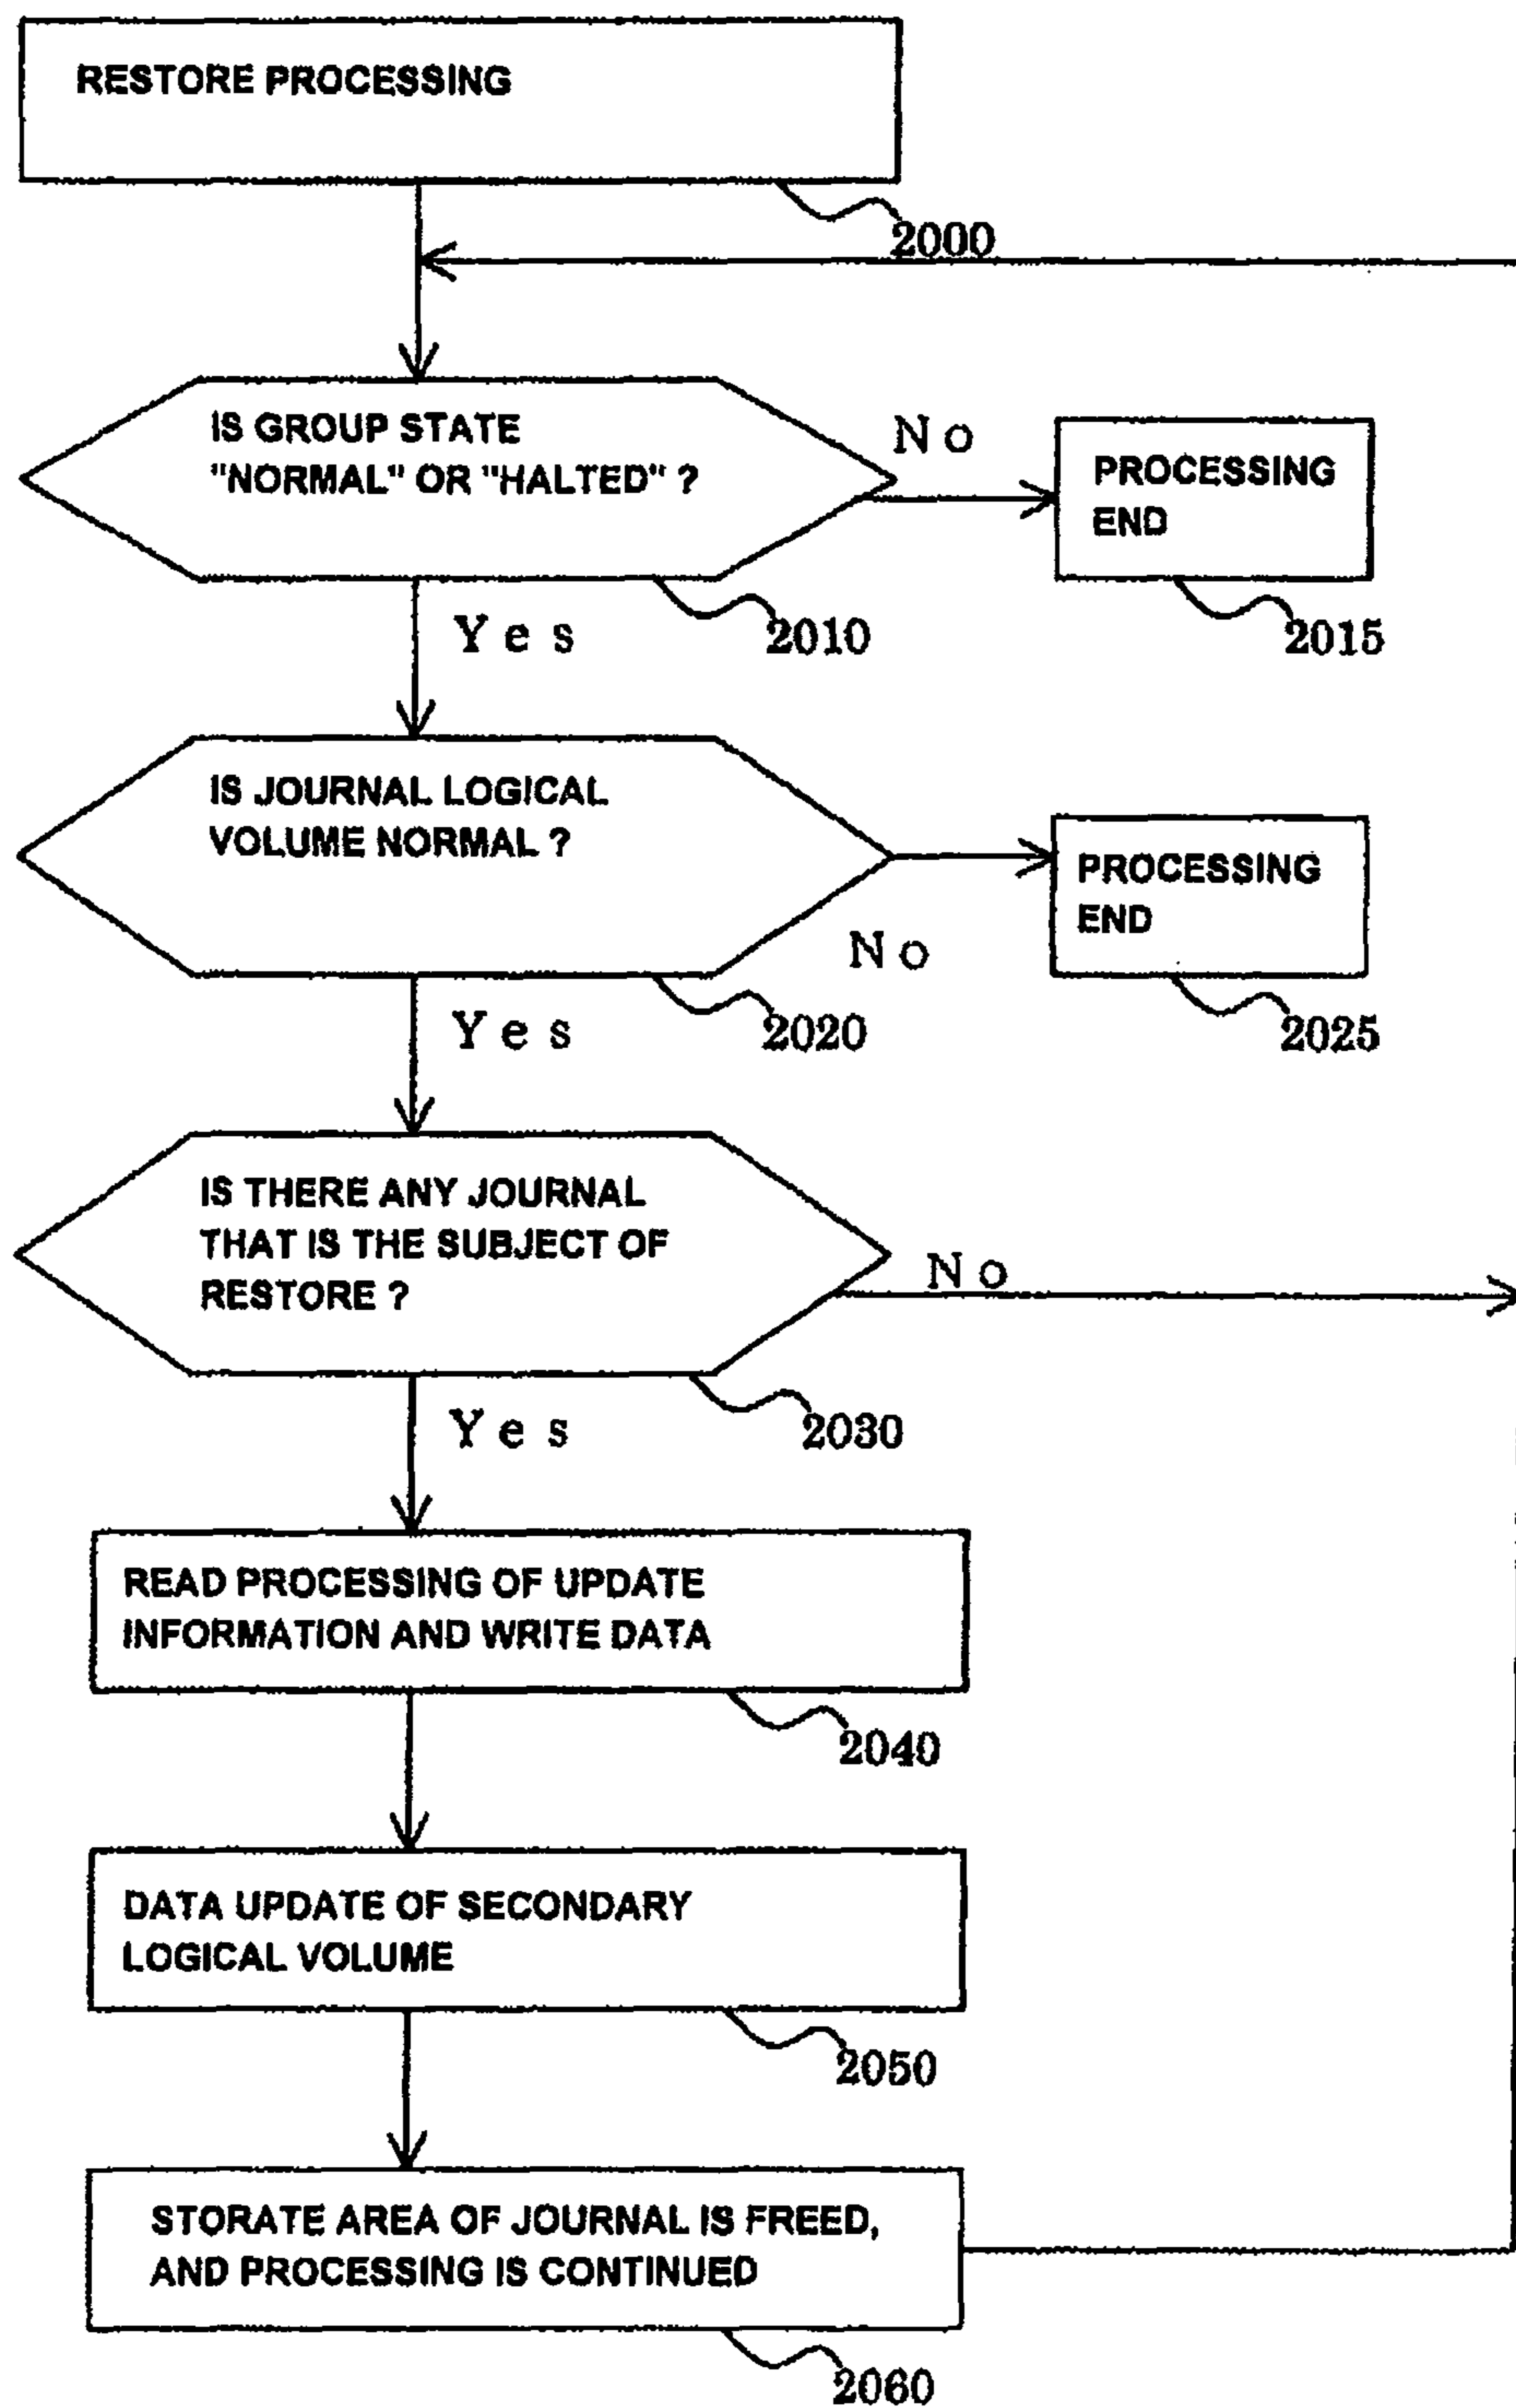 RESTORE PROCESSING
2000
IS GROUP STATE
"NORMAL" OR "HALTED" ?
No
PROCESSING
END
Yes
2010
2015
IS JOURNAL LOGICAL
VOLUME NORMAL ?
PROCESSING
END
No
Yes
2020
2025
IS THERE ANY JOURNAL
THAT IS THE SUBJECT OF
RESTORE ?
No
Yes
2030
READ PROCESSING OF UPDATE
INFORMATION AND WRITE DATA
2040
DATA UPDATE OF SECONDARY
LOGICAL VOLUME
2050
STORATE AREA OF JOURNAL IS FREED,
AND PROCESSING IS CONTINUED
2060